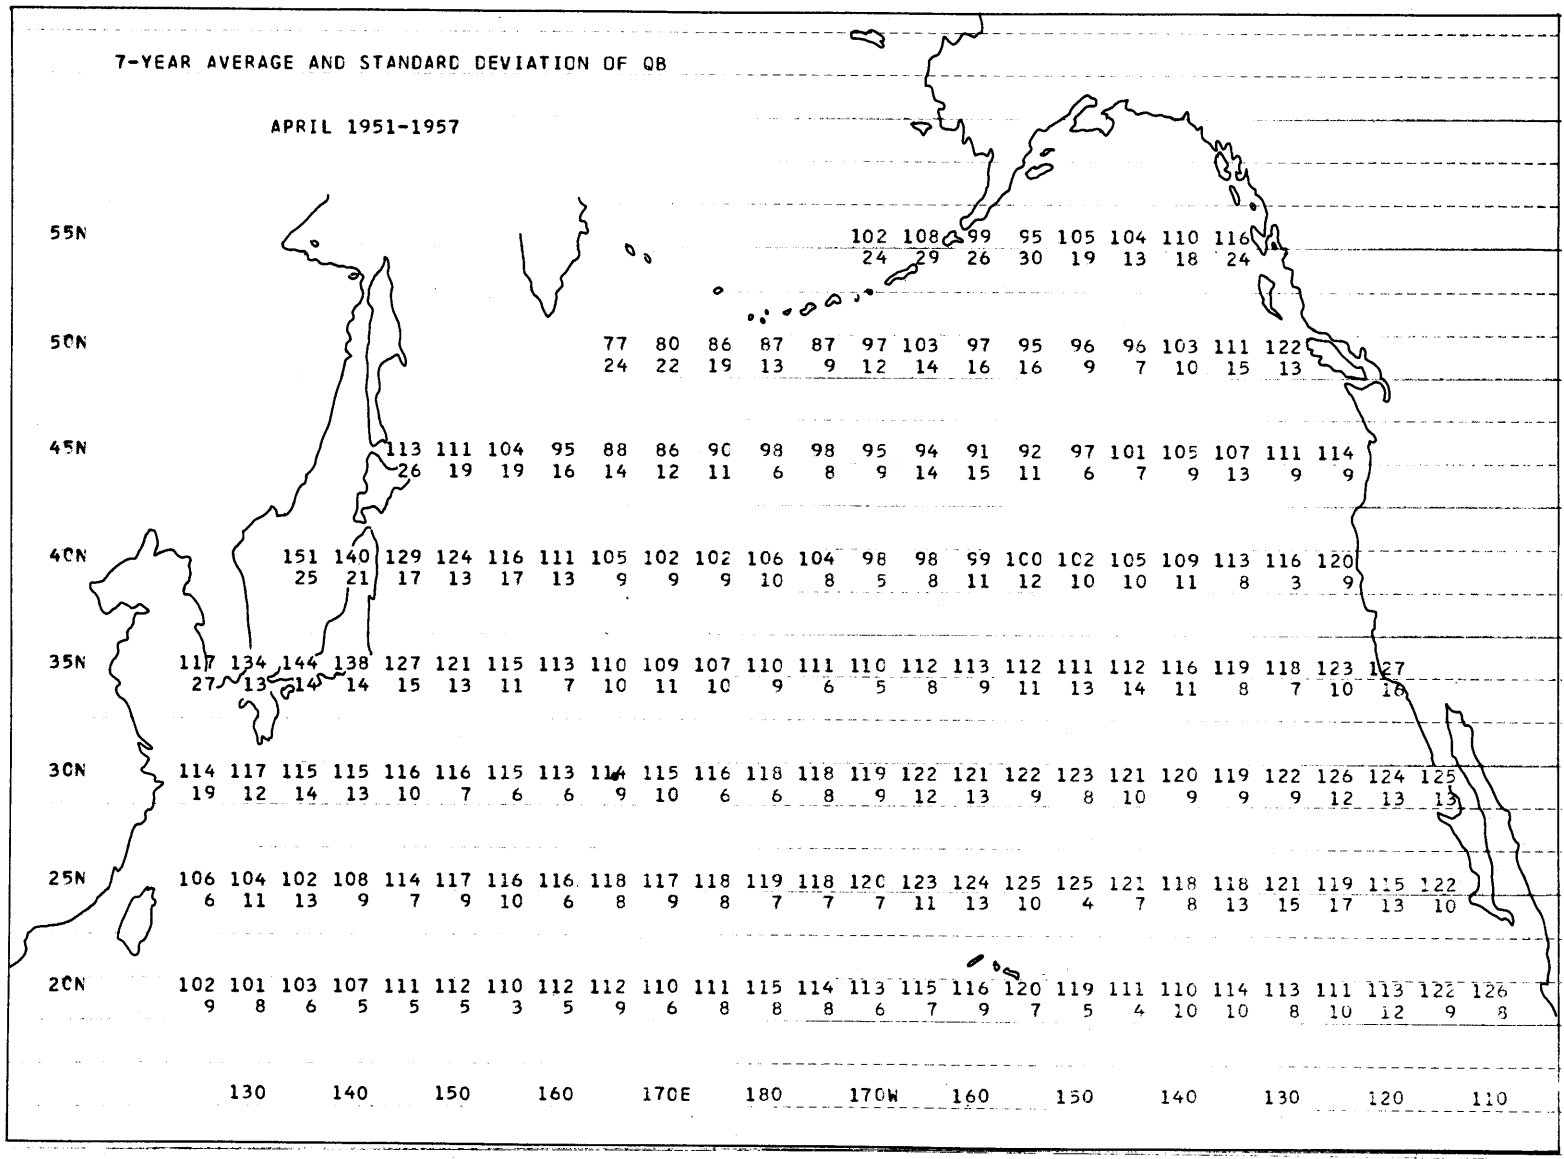 7-YEAR AVERAGE AND STANDARD DEVIATION OF QB
APRIL 1951-1957
55N 102 108 99 95 105 104 110 116
24 29 26 30 19 13 18 24
50N 77 80 86 87 87 97 103 97 95 96 96 103 111 122
24 22 19 13 9 12 14 16 16 9 7 10 15 13
45N 113 111 104 95 88 86 90 98 98 95 94 91 92 97 101 105 107 111 114
26 19 19 16 14 12 11 6 8 9 14 15 11 6 7 9 13 9 9
40N 151 140 129 124 116 111 105 102 102 106 104 98 98 99 100 102 105 109 113 116 120
25 21 17 13 17 13 9 9 9 10 8 5 8 11 12 10 10 11 8 3 9
35N 117 134 144 138 127 121 115 113 110 109 107 110 111 110 112 113 112 111 112 116 119 118 123 127
27 13 14 14 15 13 11 7 10 11 10 9 6 5 8 9 11 13 14 11 8 7 10 16
30N 114 117 115 115 116 116 115 113 114 115 116 118 118 119 122 121 122 123 121 120 119 122 126 124 125
19 12 14 13 10 7 6 6 9 10 6 6 8 9 12 13 9 8 10 9 9 9 12 13 13
25N 106 104 102 108 114 117 116 116 118 117 118 119 118 120 123 124 125 125 121 118 118 121 119 115 122
6 11 13 9 7 9 10 6 8 9 8 7 7 7 11 13 10 4 7 8 13 15 17 13 10
20N 102 101 103 107 111 112 110 112 112 110 111 115 114 113 115 116 120 119 111 110 114 113 111 113 122 126
9 8 6 5 5 5 3 5 9 6 8 8 8 6 7 9 7 5 4 10 10 8 10 12 9 8
130 140 150 160 170E 180 170W 160 150 140 130 120 110